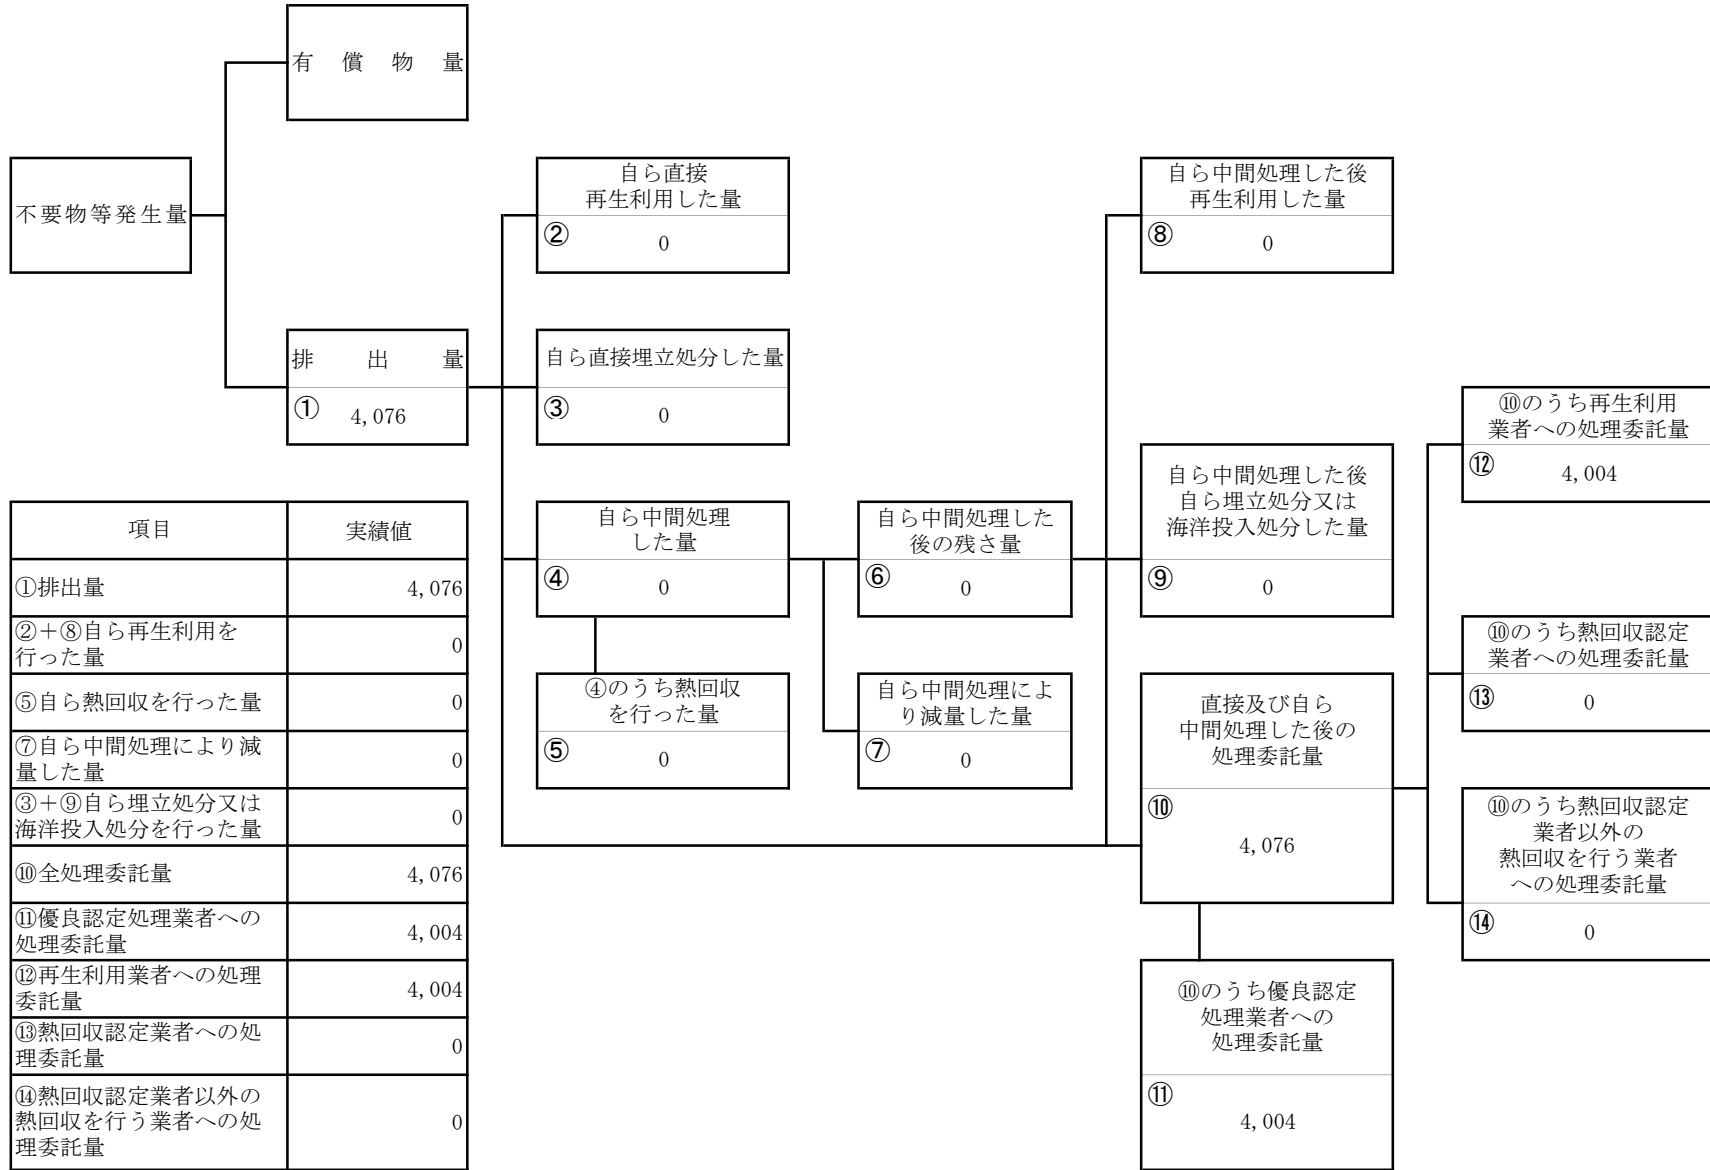 有償物量
不要物等発生量
自ら直接
再生利用した量
② 0
自ら中間処理した後
再生利用した量
⑧ 0
排出量
① 4,076
自ら直接埋立処分した量
③ 0
⑩のうち再生利用
業者への処理委託量
⑫ 4,004
自ら中間処理した後
自ら埋立処分又は
海洋投入処分した量
⑨ 0
自ら中間処理
した量
④ 0
自ら中間処理した
後の残さ量
⑥ 0
⑩のうち熱回収認定
業者への処理委託量
⑬ 0
④のうち熱回収
を行った量
⑤ 0
自ら中間処理によ
り減量した量
⑦ 0
直接及び自ら
中間処理した後の
処理委託量
⑩
4,076
⑩のうち熱回収認定
業者以外の
熱回収を行う業者
への処理委託量
⑭ 0
⑩のうち優良認定
処理業者への
処理委託量
⑪
4,004
項目 実績値
①排出量 4,076
②+⑧自ら再生利用を
行った量 0
⑤自ら熱回収を行った量 0
⑦自ら中間処理により減
量した量 0
③+⑨自ら埋立処分又は
海洋投入処分を行った量 0
⑩全処理委託量 4,076
⑪優良認定処理業者への
処理委託量 4,004
⑫再生利用業者への処理
委託量 4,004
⑬熱回収認定業者への処
理委託量 0
⑭熱回収認定業者以外の
熱回収を行う業者への処
理委託量 0